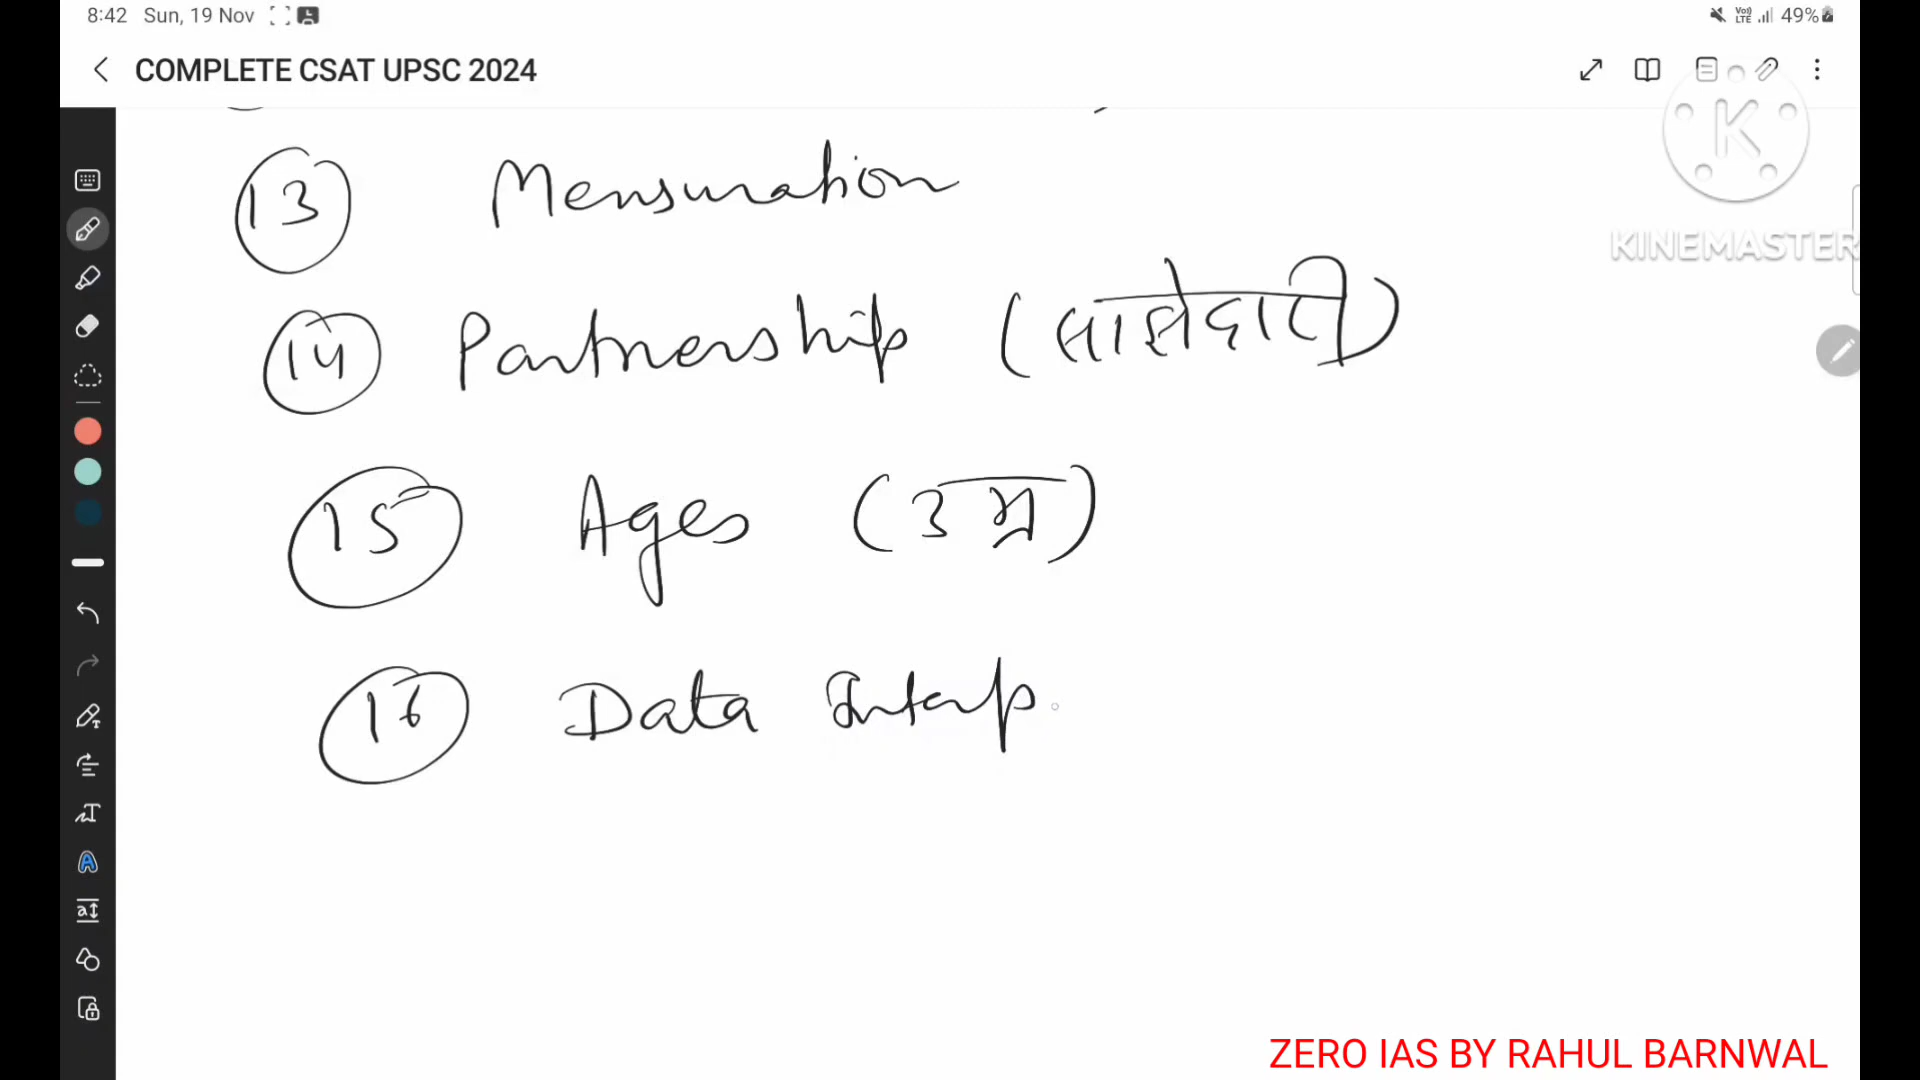 8:42 Sun, 19 Nov
49%
COMPLETE CSAT UPSC 2024
K
KINEMASTER
13 Mensuration
14 Partnership (साझेदारी)
15 Ages (उम्र)
16 Data Interp.
ZERO IAS BY RAHUL BARNWAL